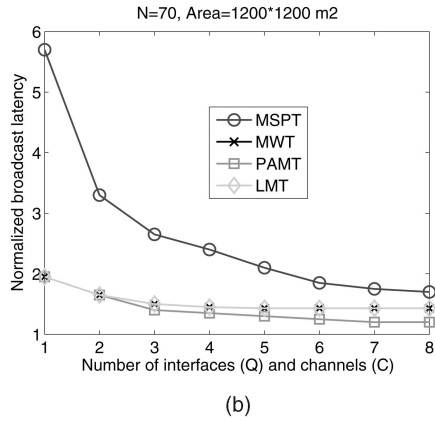 N=70, Area=1200*1200 m2
Normalized broadcast latency
6
5
4
3
2
1
MSPT
MWT
PAMT
LMT
1 2 3 4 5 6 7 8
Number of interfaces (Q) and channels (C)
(b)